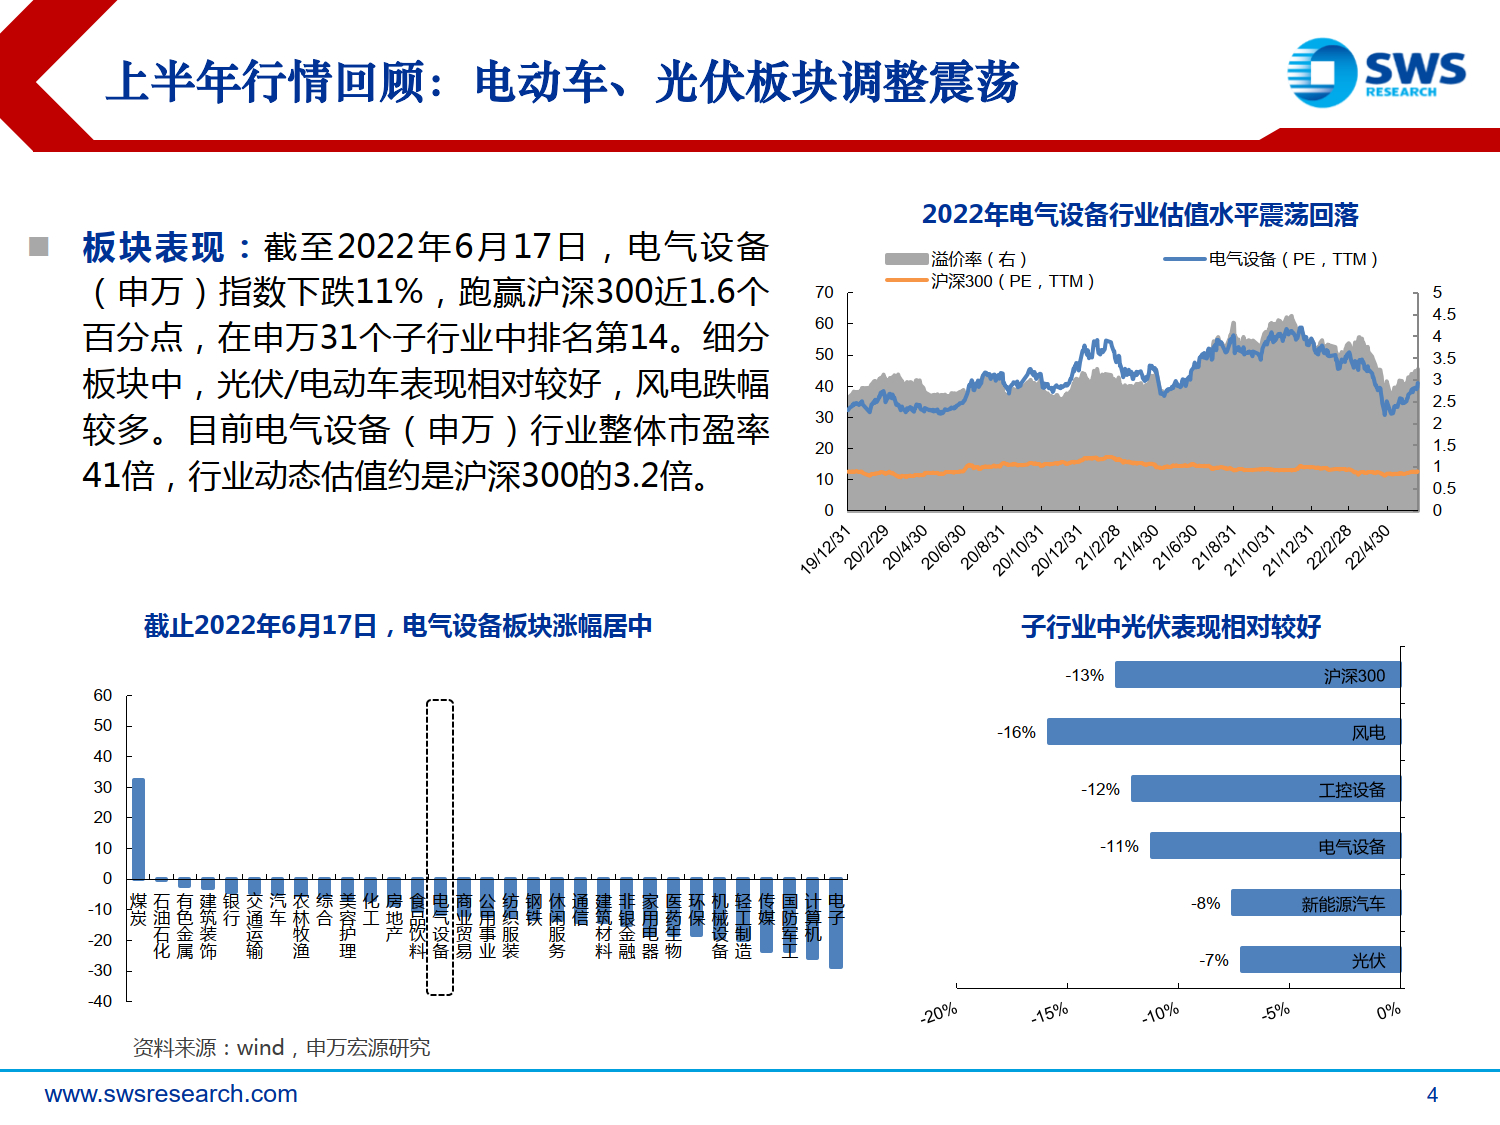 上半年行情回顾：电动车、光伏板块调整震荡
SWS
RESEARCH
■ 板块表现：截至2022年6月17日，电气设备
（申万）指数下跌11%，跑赢沪深300近1.6个
百分点，在申万31个子行业中排名第14。细分
板块中，光伏/电动车表现相对较好，风电跌幅
较多。目前电气设备（申万）行业整体市盈率
41倍，行业动态估值约是沪深300的3.2倍。
2022年电气设备行业估值水平震荡回落
溢价率（右）
电气设备（PE，TTM）
沪深300（PE，TTM）
70
60
50
40
30
20
10
0
5
4.5
4
3.5
3
2.5
2
1.5
1
0.5
0
19/12/31
20/2/29
20/4/30
20/6/30
20/8/31
20/10/31
20/12/31
21/2/28
21/4/30
21/6/30
21/8/31
21/10/31
21/12/31
22/2/28
22/4/30
截止2022年6月17日，电气设备板块涨幅居中
60
50
40
30
20
10
0
-10
-20
-30
-40
煤炭
石油石化
有色金属
建筑装饰
银行
交通运输
汽车
农林牧渔
综合
美容护理
化工
房地产
食品饮料
电气设备
商业贸易
公用事业
纺织服装
钢铁
休闲服务
通信
建筑材料
非银金融
家用电器
医药生物
环保
机械设备
轻工制造
传媒
国防军工
计算机
电子
子行业中光伏表现相对较好
-13% 沪深300
-16% 风电
-12% 工控设备
-11% 电气设备
-8% 新能源汽车
-7% 光伏
-20%
-15%
-10%
-5%
0%
资料来源：wind，申万宏源研究
www.swsresearch.com
4